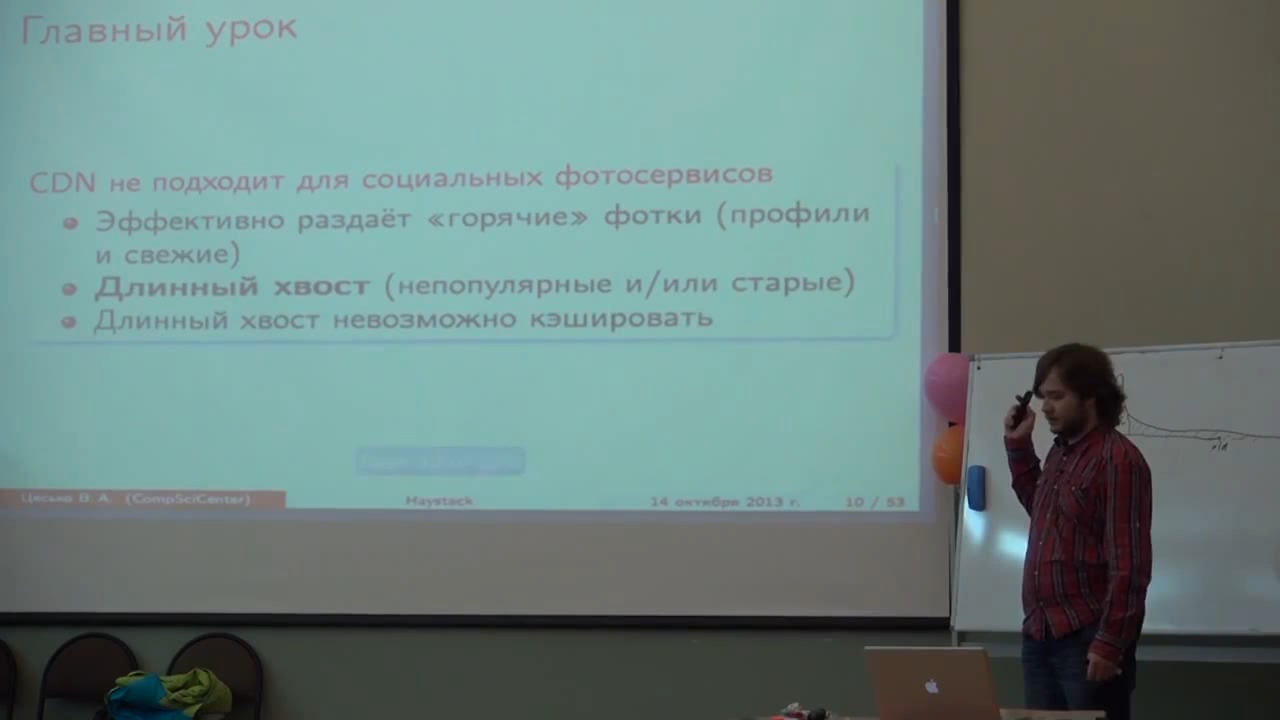 Главный урок
CDN не подходит для социальных фотосервисов
Эффективно раздаёт «горячие» фотки (профили
и свежие)
Длинный хвост (непопулярные и/или старые)
Длинный хвост невозможно кэшировать
Цесько В. А. (CompSciCenter)
Haystack
14 октября 2013 г.
10 / 53
old